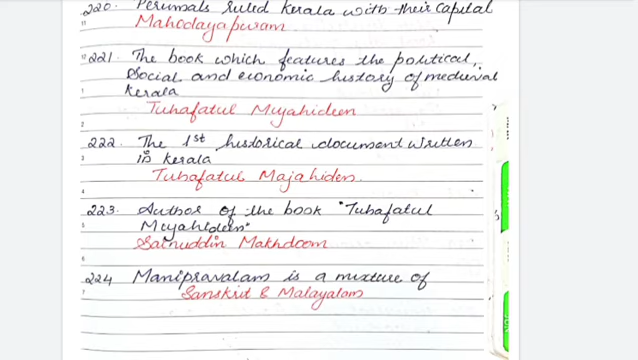 220. Perumals ruled Kerala with their capital
Mahodayapuram
221. The book which features the political,
social and economic history of medieval
Kerala
Tuhafatul Mujahideen
222. The 1st historical document written
in Kerala
Tuhafatul Majahiden.
223. Author of the book "Tuhafatul
Mujahideen"
Sainuddin Makhdoom
224 Manipravalam is a mixture of
Sanskrit & Malayalam